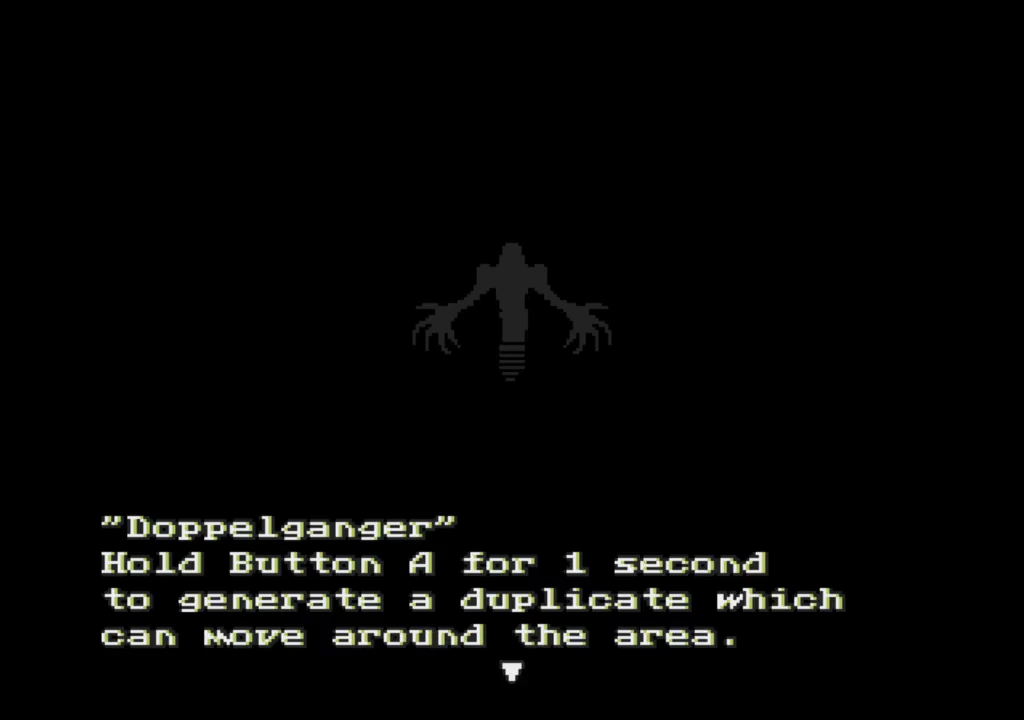 "Doppelganger"
Hold Button A for 1 second
to generate a duplicate which
can move around the area.